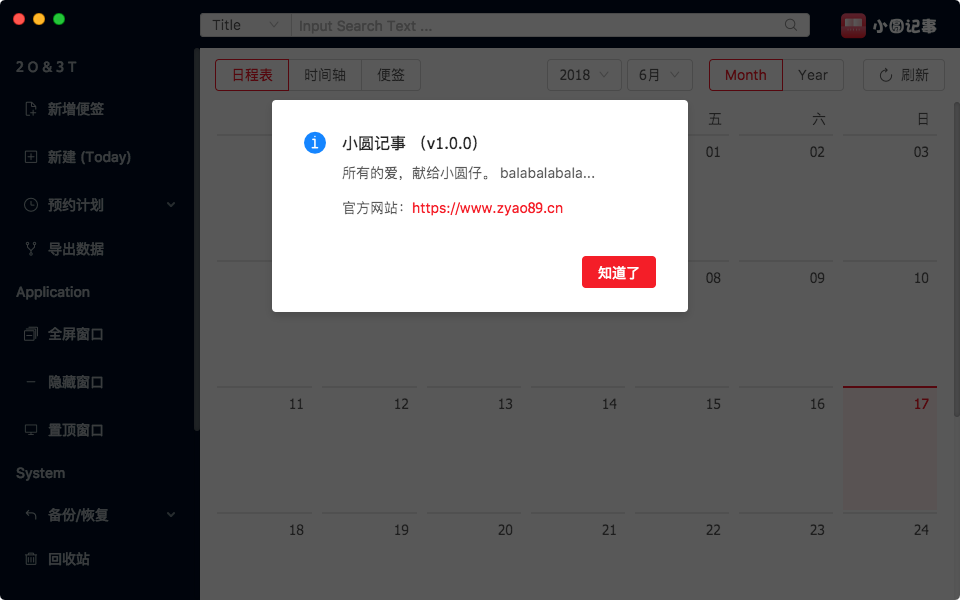 Title
Input Search Text ...
小圆记事
2 O & 3 T
新增便签
新建 (Today)
预约计划
导出数据
Application
全屏窗口
隐藏窗口
置顶窗口
System
备份/恢复
回收站
日程表 时间轴 便签
2018 6月
Month Year
刷新
五 六 日
小圆记事 （v1.0.0）
所有的爱，献给小圆仔。 balabalabala...
官方网站：https://www.zyao89.cn
知道了
01 02 03
08 09 10
11 12 13 14 15 16 17
18 19 20 21 22 23 24